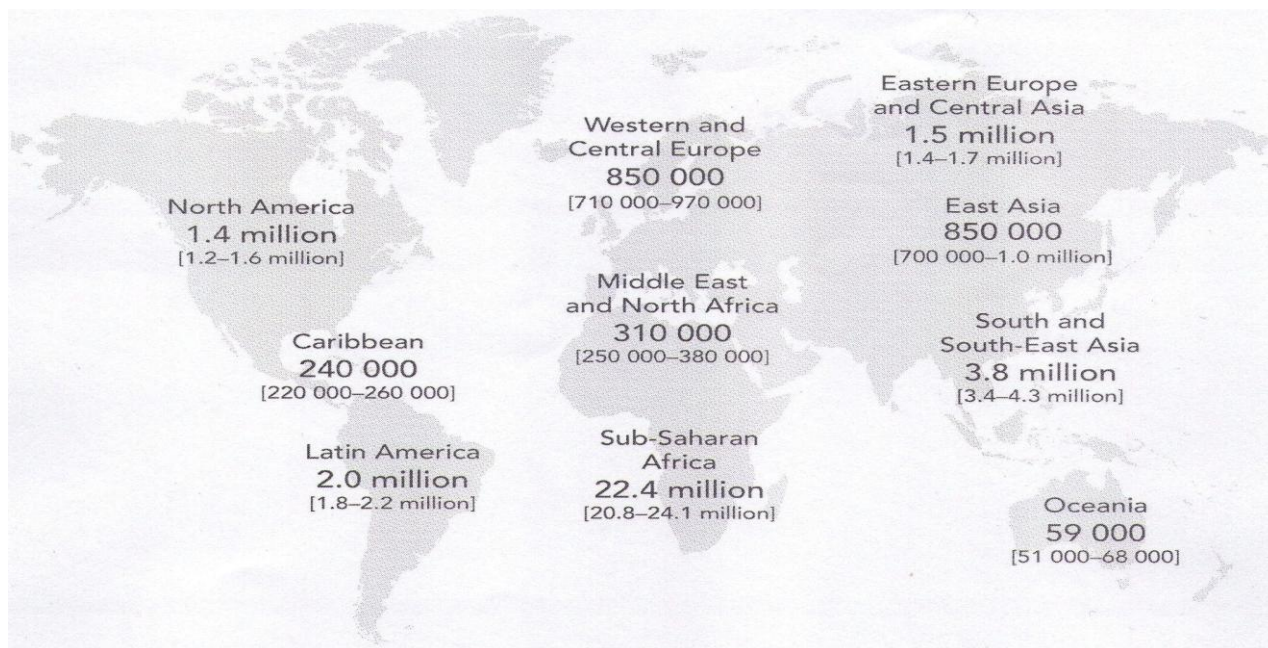 North America
1.4 million
[1.2–1.6 million]
Caribbean
240 000
[220 000–260 000]
Latin America
2.0 million
[1.8–2.2 million]
Western and
Central Europe
850 000
[710 000–970 000]
Middle East
and North Africa
310 000
[250 000–380 000]
Sub-Saharan
Africa
22.4 million
[20.8–24.1 million]
Eastern Europe
and Central Asia
1.5 million
[1.4–1.7 million]
East Asia
850 000
[700 000–1.0 million]
South and
South-East Asia
3.8 million
[3.4–4.3 million]
Oceania
59 000
[51 000–68 000]